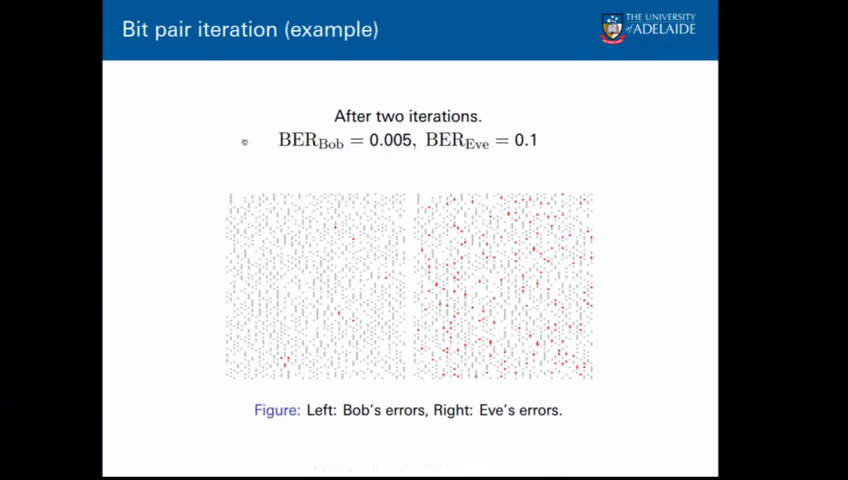 Bit pair iteration (example)
THE UNIVERSITY
of ADELAIDE
After two iterations.
BER_Bob = 0.005, BER_Eve = 0.1
Figure: Left: Bob's errors, Right: Eve's errors.